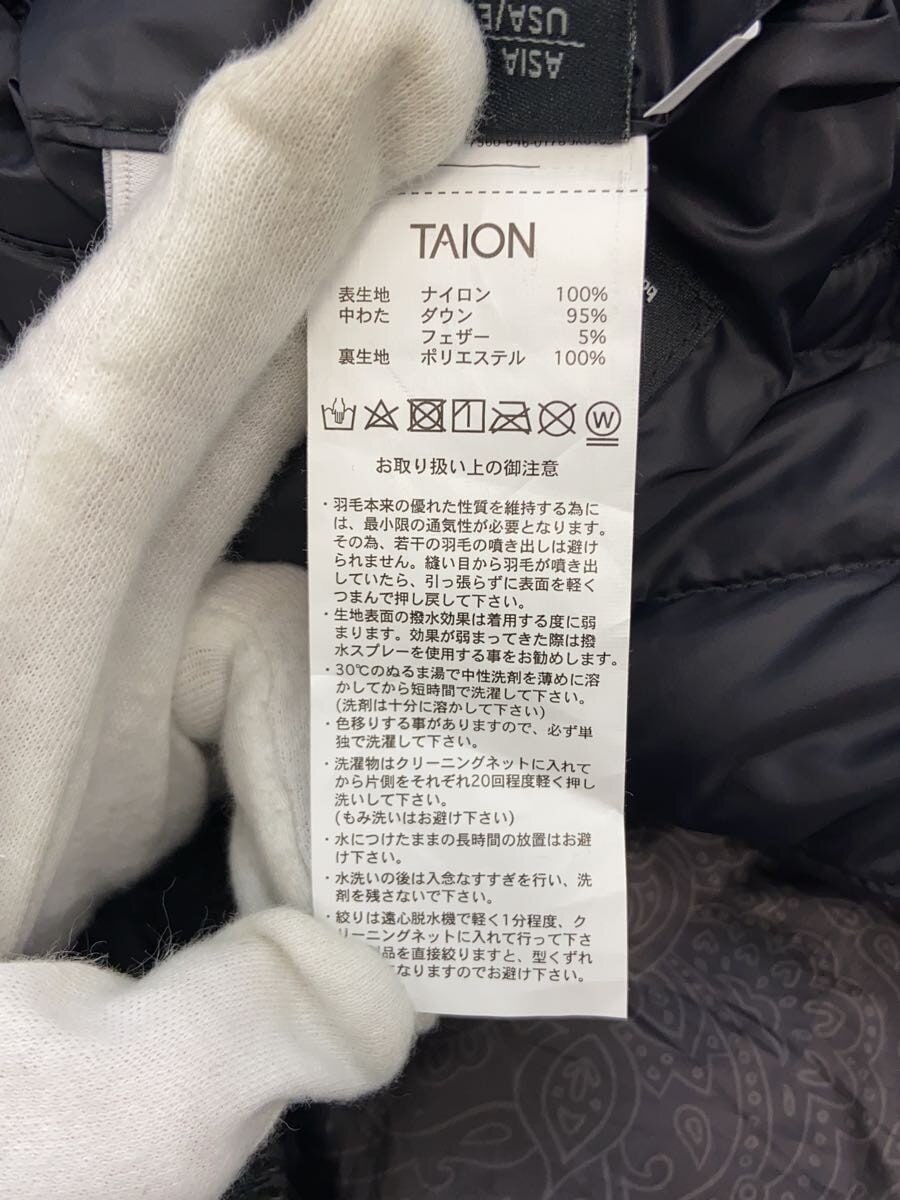 USA/E
ASIA
TAION
表生地 ナイロン 100%
中わた ダウン 95%
フェザー 5%
裏生地 ポリエステル 100%
W
お取り扱い上の御注意
・羽毛本来の優れた性質を維持する為に
は、最小限の通気性が必要となります。
その為、若干の羽毛の噴き出しは避け
られません。縫い目から羽毛が噴き出
していたら、引っ張らずに表面を軽く
つまんで押し戻して下さい。
・生地表面の撥水効果は着用する度に弱
まります。効果が弱まってきた際は撥
水スプレーを使用する事をお勧めします。
・30℃のぬるま湯で中性洗剤を薄めに溶
かしてから短時間で洗濯して下さい。
(洗剤は十分に溶かして下さい)
・色移りする事がありますので、必ず単
独で洗濯して下さい。
・洗濯物はクリーニングネットに入れて
から片側をそれぞれ20回程度軽く押し
洗いして下さい。
(もみ洗いはお避け下さい)
・水につけたままの長時間の放置はお避
け下さい。
・水洗いの後は入念なすすぎを行い、洗
剤を残さないで下さい。
・絞りは遠心脱水機で軽く1分程度、ク
リーニングネットに入れて行って下さ
品を直接絞りますと、型くずれ
になりますのでお避け下さい。